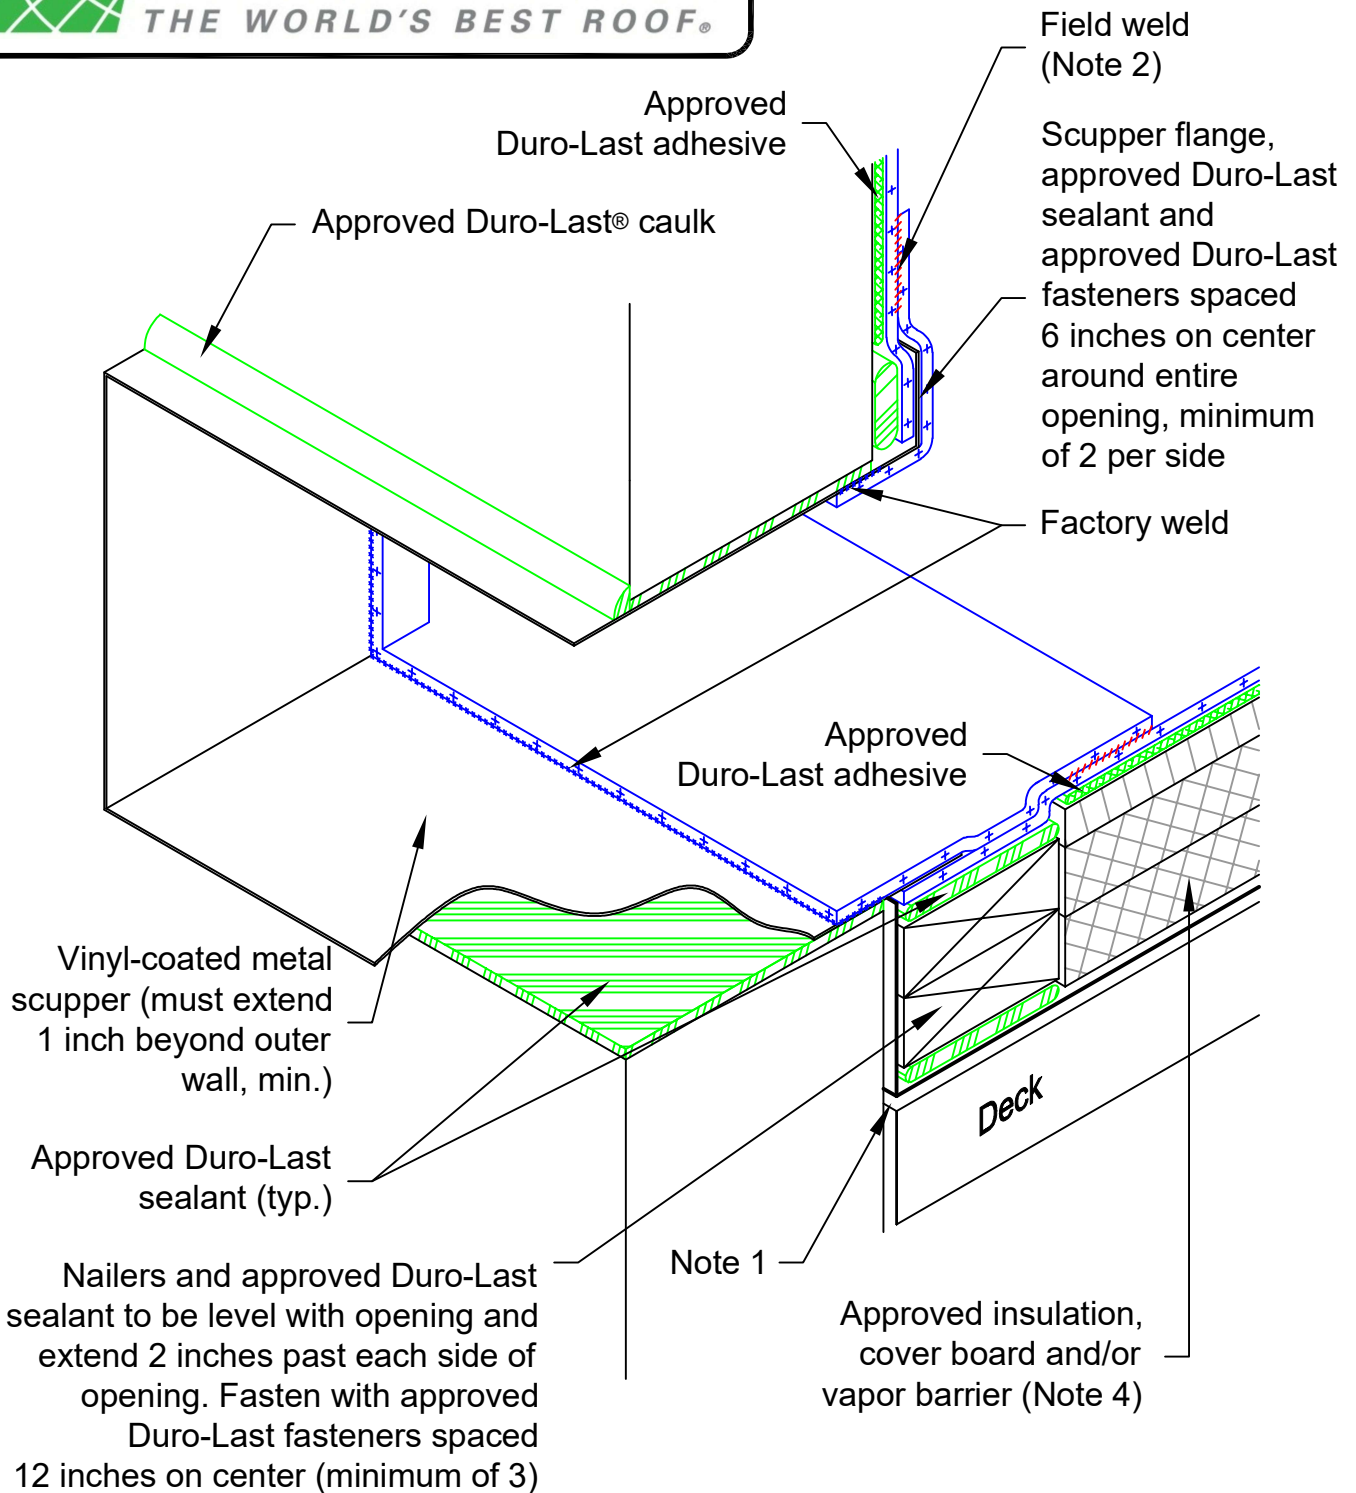 THE WORLD'S BEST ROOF®
Field weld
(Note 2)
Approved
Duro-Last adhesive
Scupper flange,
approved Duro-Last
sealant and
approved Duro-Last
fasteners spaced
6 inches on center
around entire
opening, minimum
of 2 per side
Approved Duro-Last® caulk
Factory weld
Approved
Duro-Last adhesive
Vinyl-coated metal
scupper (must extend
1 inch beyond outer
wall, min.)
Deck
Approved Duro-Last
sealant (typ.)
Note 1
Nailers and approved Duro-Last
sealant to be level with opening and
extend 2 inches past each side of
opening. Fasten with approved
Duro-Last fasteners spaced
12 inches on center (minimum of 3)
Approved insulation,
cover board and/or
vapor barrier (Note 4)